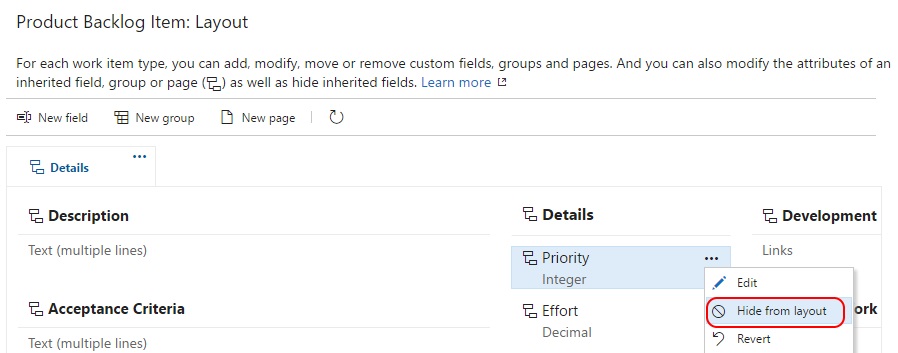 Product Backlog Item: Layout
For each work item type, you can add, modify, move or remove custom fields, groups and pages. And you can also modify the attributes of an
inherited field, group or page ( ) as well as hide inherited fields. Learn more
New field New group New page
Details ···
Description
Text (multiple lines)
Acceptance Criteria
Text (multiple lines)
Details
Priority ···
Integer
Effort
Decimal
Development
Links
ork
Edit
Hide from layout
Revert